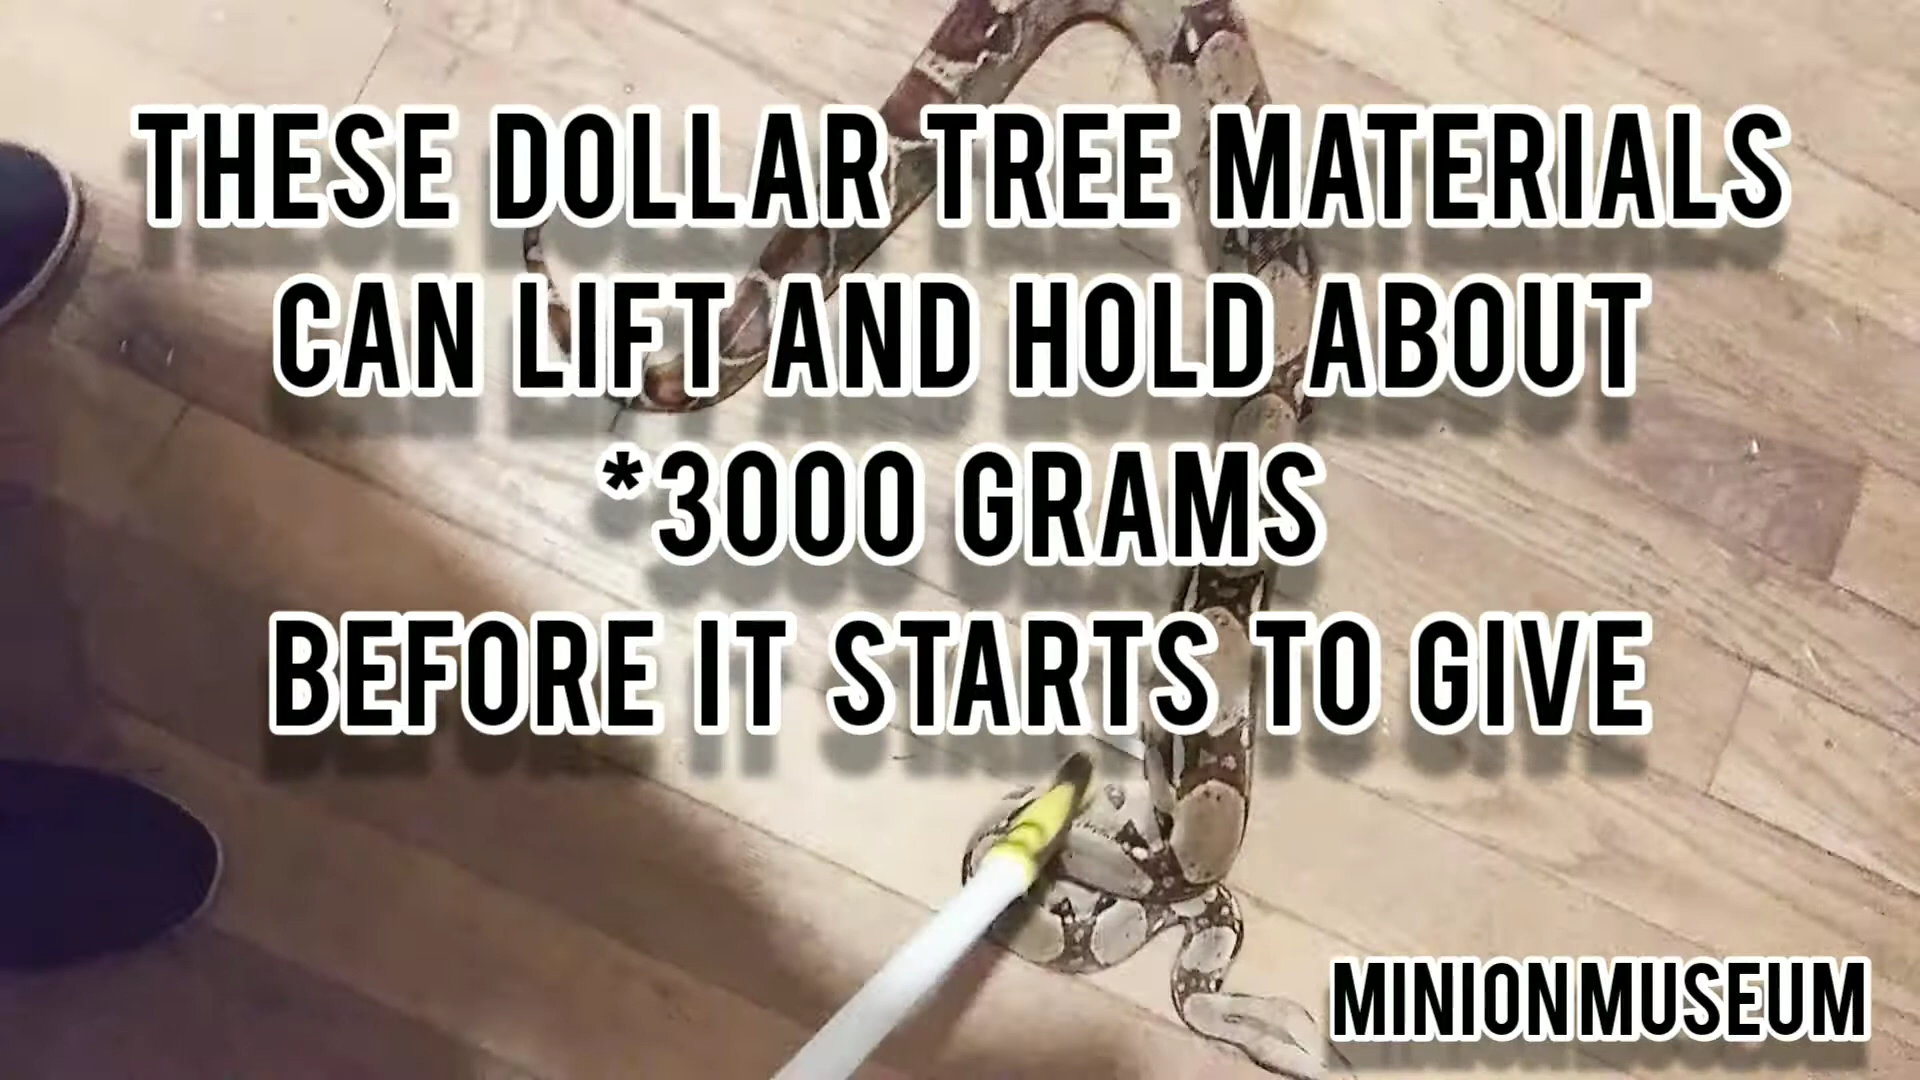 THESE DOLLAR TREE MATERIALS
CAN LIFT AND HOLD ABOUT
*3000 GRAMS
BEFORE IT STARTS TO GIVE
MINIONMUSEUM